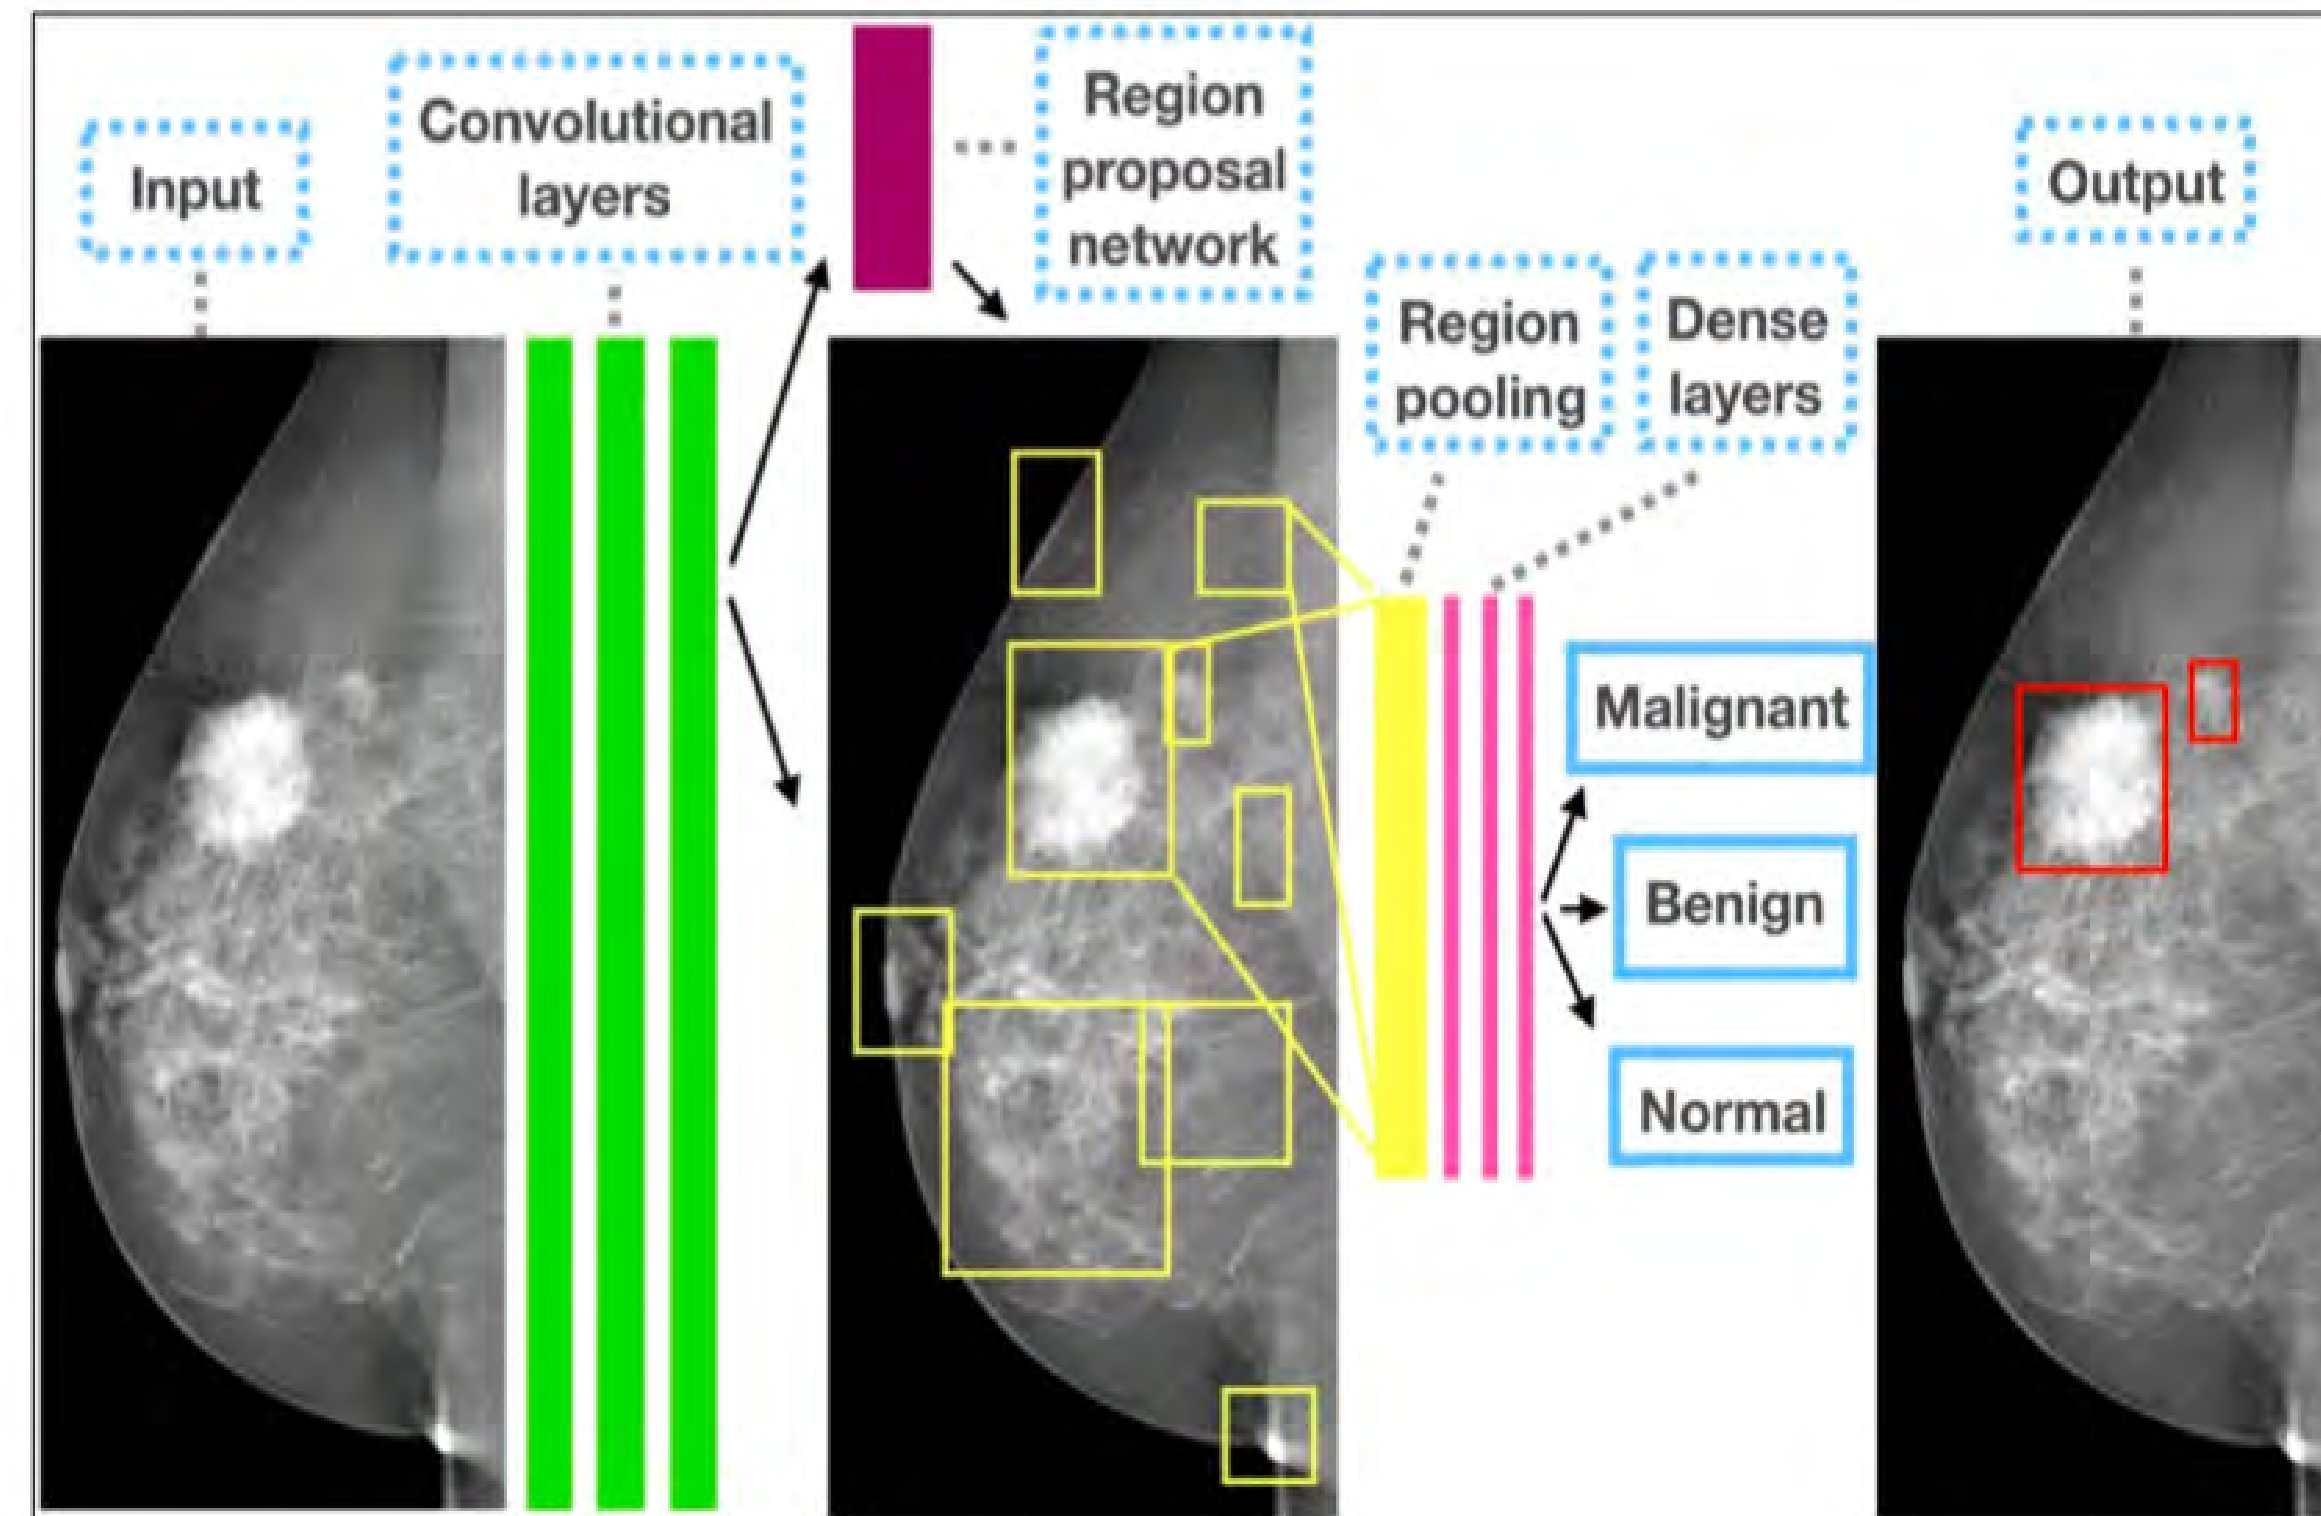 Input
Convolutional
layers
Region
proposal
network
Region
pooling
Dense
layers
Malignant
Benign
Normal
Output